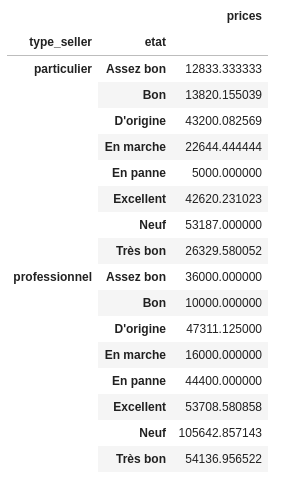 prices
type_seller etat
particulier Assez bon 12833.333333
Bon 13820.155039
D'origine 43200.082569
En marche 22644.444444
En panne 5000.000000
Excellent 42620.231023
Neuf 53187.000000
Très bon 26329.580052
professionnel Assez bon 36000.000000
Bon 10000.000000
D'origine 47311.125000
En marche 16000.000000
En panne 44400.000000
Excellent 53708.580858
Neuf 105642.857143
Très bon 54136.956522